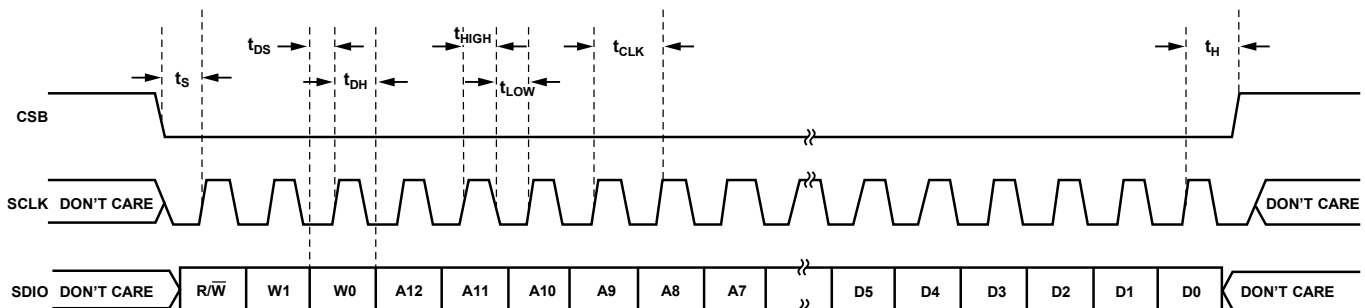 tDS
tHIGH
tCLK
tH
tS
tDH
tLOW
CSB
SCLK DON'T CARE
DON'T CARE
SDIO DON'T CARE R/W̅ W1 W0 A12 A11 A10 A9 A8 A7 D5 D4 D3 D2 D1 D0 DON'T CARE